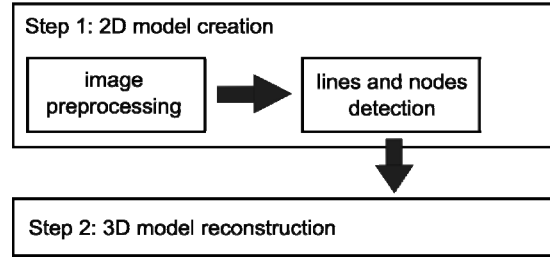 Step 1: 2D model creation
image
preprocessing
lines and nodes
detection
Step 2: 3D model reconstruction